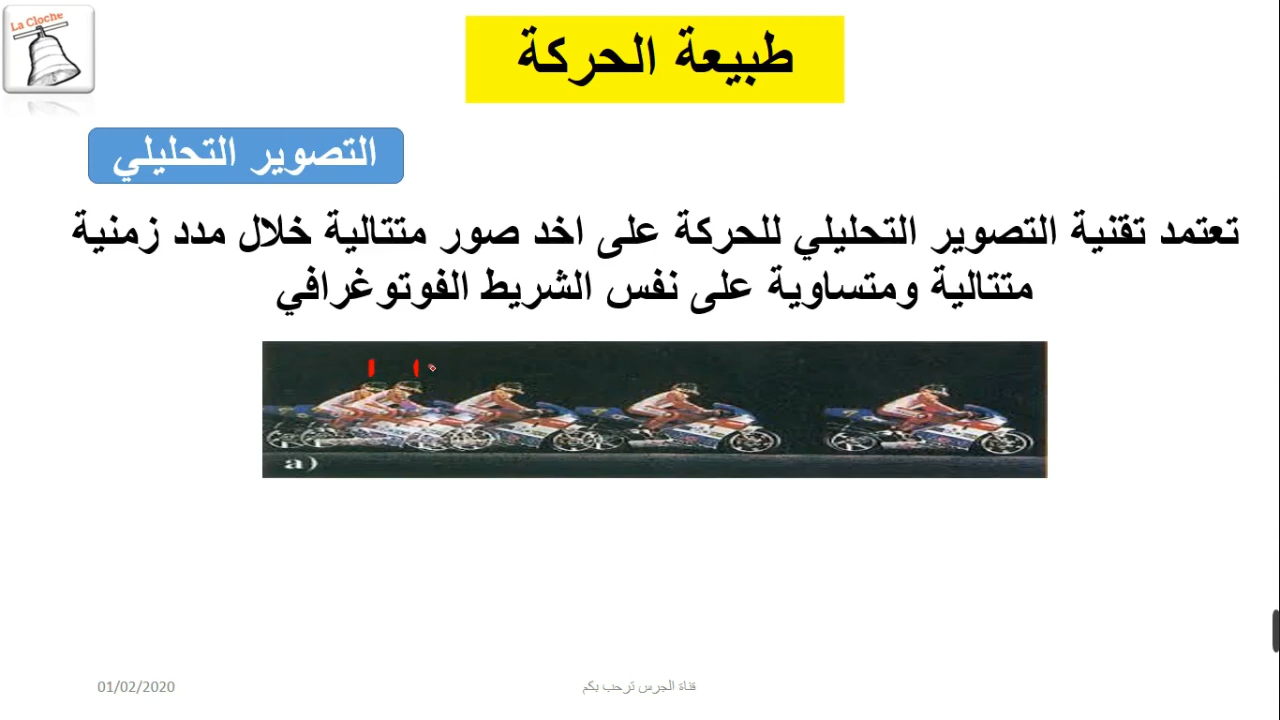 La Cloche
طبيعة الحركة
التصوير التحليلي
تعتمد تقنية التصوير التحليلي للحركة على اخد صور متتالية خلال مدد زمنية
متتالية ومتساوية على نفس الشريط الفوتوغرافي
a)
01/02/2020
قناة الجرس ترحب بكم